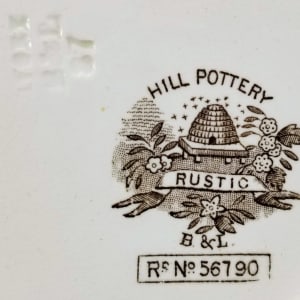 HILL POTTERY
RUSTIC
B. & L.
Rᴰ Nº 56790